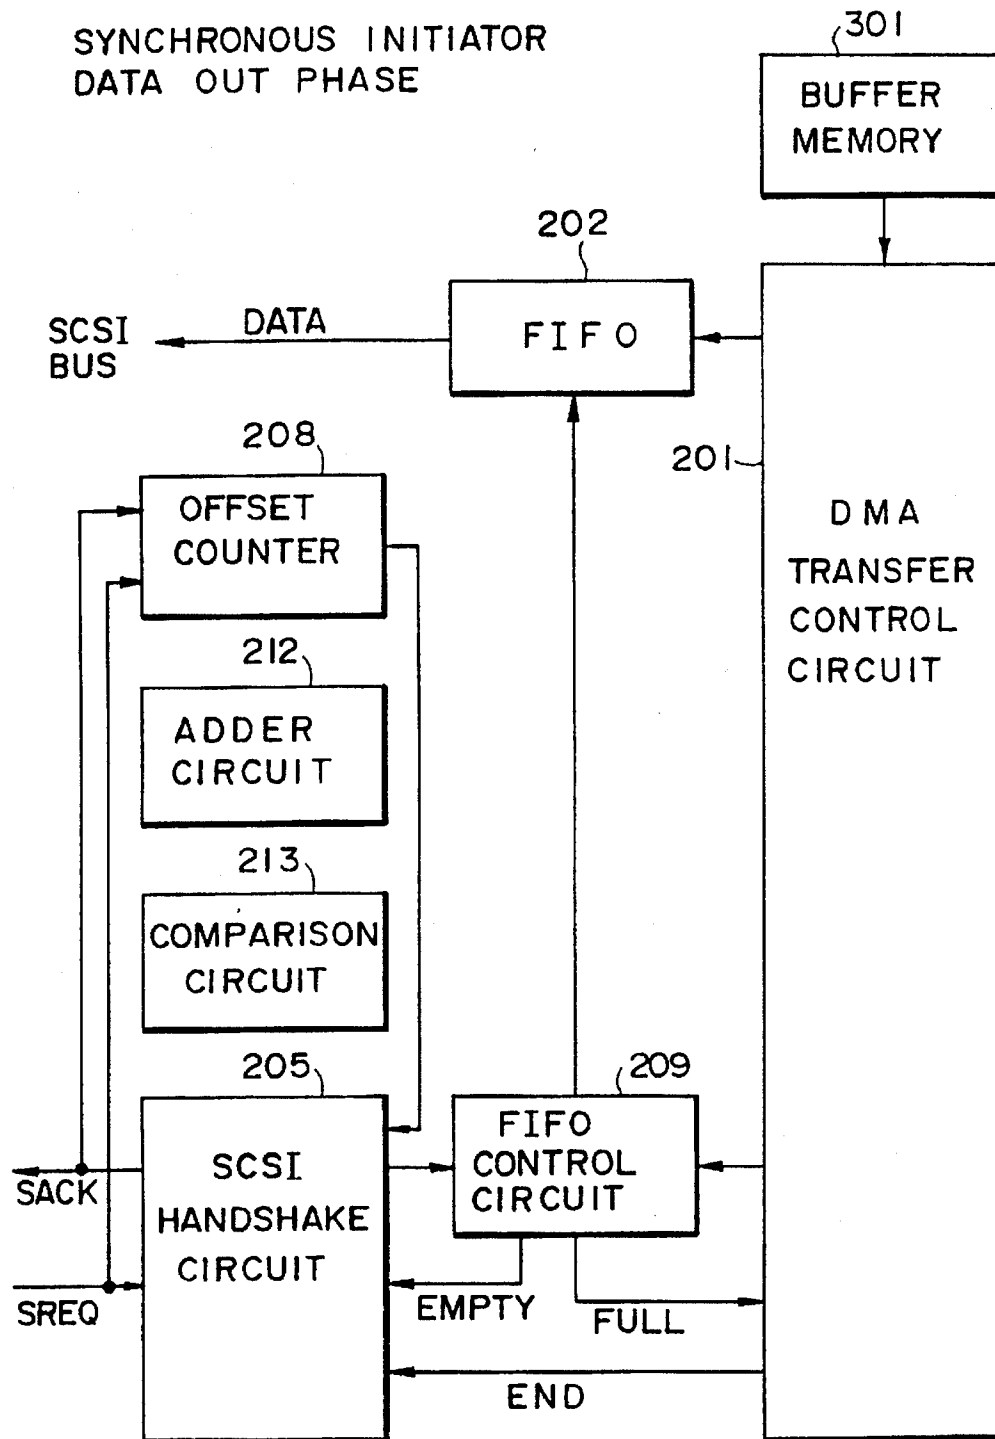 SYNCHRONOUS INITIATOR
DATA OUT PHASE
301
BUFFER
MEMORY
202
FIFO
DATA
SCSI
BUS
208
OFFSET
COUNTER
201
DMA
TRANSFER
CONTROL
CIRCUIT
212
ADDER
CIRCUIT
213
COMPARISON
CIRCUIT
205
SCSI
HANDSHAKE
CIRCUIT
209
FIFO
CONTROL
CIRCUIT
SACK
SREQ
EMPTY
FULL
END